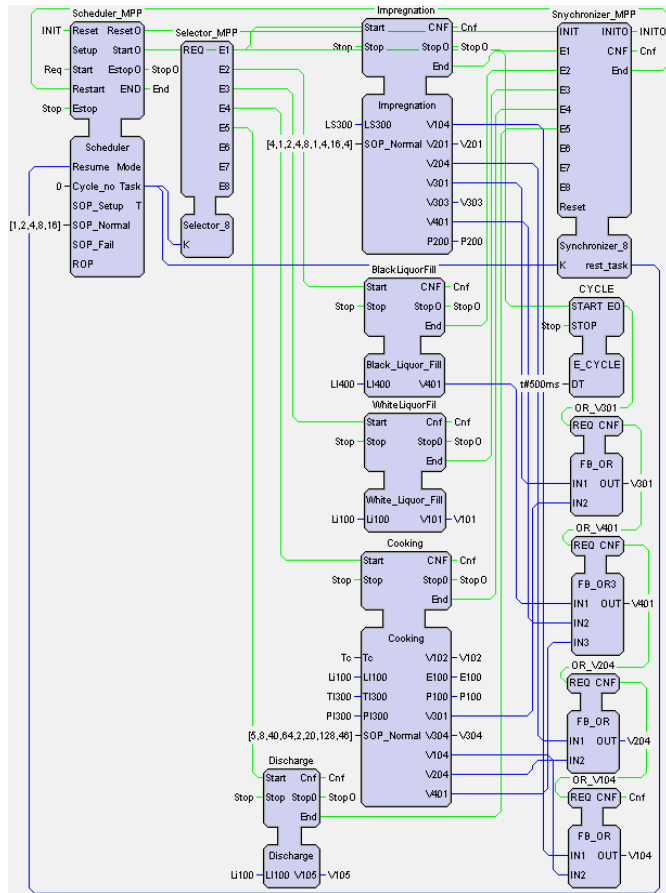 Scheduler_MPP
INIT
Reset Reset0
Setup Start0
Req
Start Estop0
Stop0
Restart END
End
Stop
Estop
Scheduler
Resume Mode
0
Cycle_no Task
SOP_Setup T
[1,2,4,8,16]
SOP_Normal
SOP_Fail
ROP
Selector_MPP
REQ E1
E2
E3
E4
E5
E6
E7
E8
Selector_8
K
Impregnation
Start CNF
Cnf
Stop
Stop Stop0
Stop0
End
Impregnation
LS300
LS300 V104
[4,1,2,4,8,1,4,16,4]
SOP_Normal V201
V201
V204
V301
V303
V303
V401
P200
P200
BlackLiquorFill
Start CNF
Cnf
Stop
Stop Stop0
Stop0
End
Black_Liquor_Fill
LI400
LI400 V401
WhiteLiquorFil
Start Cnf
Cnf
Stop
Stop Stop0
Stop0
End
White_Liquor_Fill
Li100
Li100 V101
V101
Cooking
Start CNF
Cnf
Stop
Stop Stop0
Stop0
End
Cooking
Tc
Tc V102
V102
Li100
LI100 E100
E100
TI300
TI300 P100
P100
PI300
PI300 V301
[5,8,40,64,2,20,128,46]
SOP_Normal V304
V304
V104
V204
V401
Discharge
Start Cnf
Cnf
Stop
Stop Stop0
Stop0
End
Discharge
Li100
LI100 V105
V105
Snychronizer_MPP
INIT INIT0
INIT0
E1 CNF
Cnf
E2 End
E3
E4
E5
E6
E7
E8
Reset
Synchronizer_8
K rest_task
CYCLE
START EO
Stop
STOP
E_CYCLE
t#500ms
DT
OR_V301
REQ CNF
FB_OR
IN1 OUT
V301
IN2
OR_V401
REQ CNF
FB_OR3
IN1 OUT
V401
IN2
IN3
OR_V204
REQ CNF
FB_OR
IN1 OUT
V204
IN2
OR_V104
REQ CNF
Cnf
FB_OR
IN1 OUT
V104
IN2